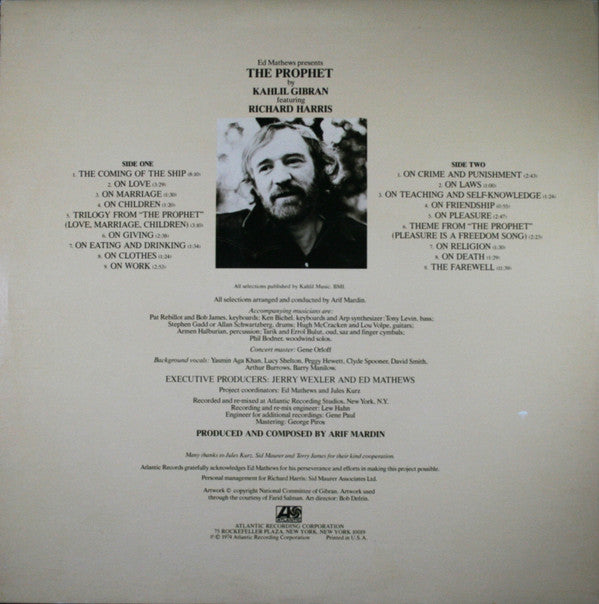 Ed Mathews presents
THE PROPHET
by
KAHLIL GIBRAN
featuring
RICHARD HARRIS
SIDE ONE
1. THE COMING OF THE SHIP (8:10)
2. ON LOVE (3:29)
3. ON MARRIAGE (1:30)
4. ON CHILDREN (1:20)
5. TRILOGY FROM "THE PROPHET"
(LOVE, MARRIAGE, CHILDREN) (3:10)
6. ON GIVING (2:38)
7. ON EATING AND DRINKING (1:34)
8. ON CLOTHES (1:24)
9. ON WORK (2:52)
SIDE TWO
1. ON CRIME AND PUNISHMENT (2:43)
2. ON LAWS (1:06)
3. ON TEACHING AND SELF-KNOWLEDGE (1:24)
4. ON FRIENDSHIP (0:55)
5. ON PLEASURE (2:47)
6. THEME FROM "THE PROPHET"
(PLEASURE IS A FREEDOM SONG) (2:23)
7. ON RELIGION (1:30)
8. ON DEATH (1:29)
9. THE FAREWELL (11:39)
All selections published by Kahlil Music. BMI.
All selections arranged and conducted by Arif Mardin.
Accompanying musicians are:
Pat Rebillot and Bob James, keyboards; Ken Bichel, keyboards and Arp synthesizer; Tony Levin, bass;
Stephen Gadd or Allan Schwartzberg, drums; Hugh McCracken and Lou Volpe, guitars;
Armen Halburian, percussion; Tarik and Errol Bulut, oud, saz and finger cymbals;
Phil Bodner, woodwind solos.
Concert master: Gene Orloff
Background vocals: Yasmin Aga Khan, Lucy Shelton, Peggy Hewett, Clyde Spooner, David Smith,
Arthur Burrows, Barry Manilow.
EXECUTIVE PRODUCERS: JERRY WEXLER AND ED MATHEWS
Project coordinators: Ed Mathews and Jules Kurz
Recorded and re-mixed at Atlantic Recording Studios, New York, N.Y.
Recording and re-mix engineer: Lew Hahn
Engineer for additional recordings: Gene Paul
Mastering: George Piros
PRODUCED AND COMPOSED BY ARIF MARDIN
Many thanks to Jules Kurz, Sid Maurer and Terry James for their kind cooperation.
Atlantic Records gratefully acknowledges Ed Mathews for his perseverance and efforts in making this project possible.
Personal management for Richard Harris: Sid Maurer Associates Ltd.
Artwork © copyright National Committee of Gibran. Artwork used
through the courtesy of Farid Salman. Art director: Bob Defrin.
ATLANTIC RECORDING CORPORATION
75 ROCKEFELLER PLAZA, NEW YORK, NEW YORK 10019
℗ © 1974 Atlantic Recording Corporation Printed in U.S.A.